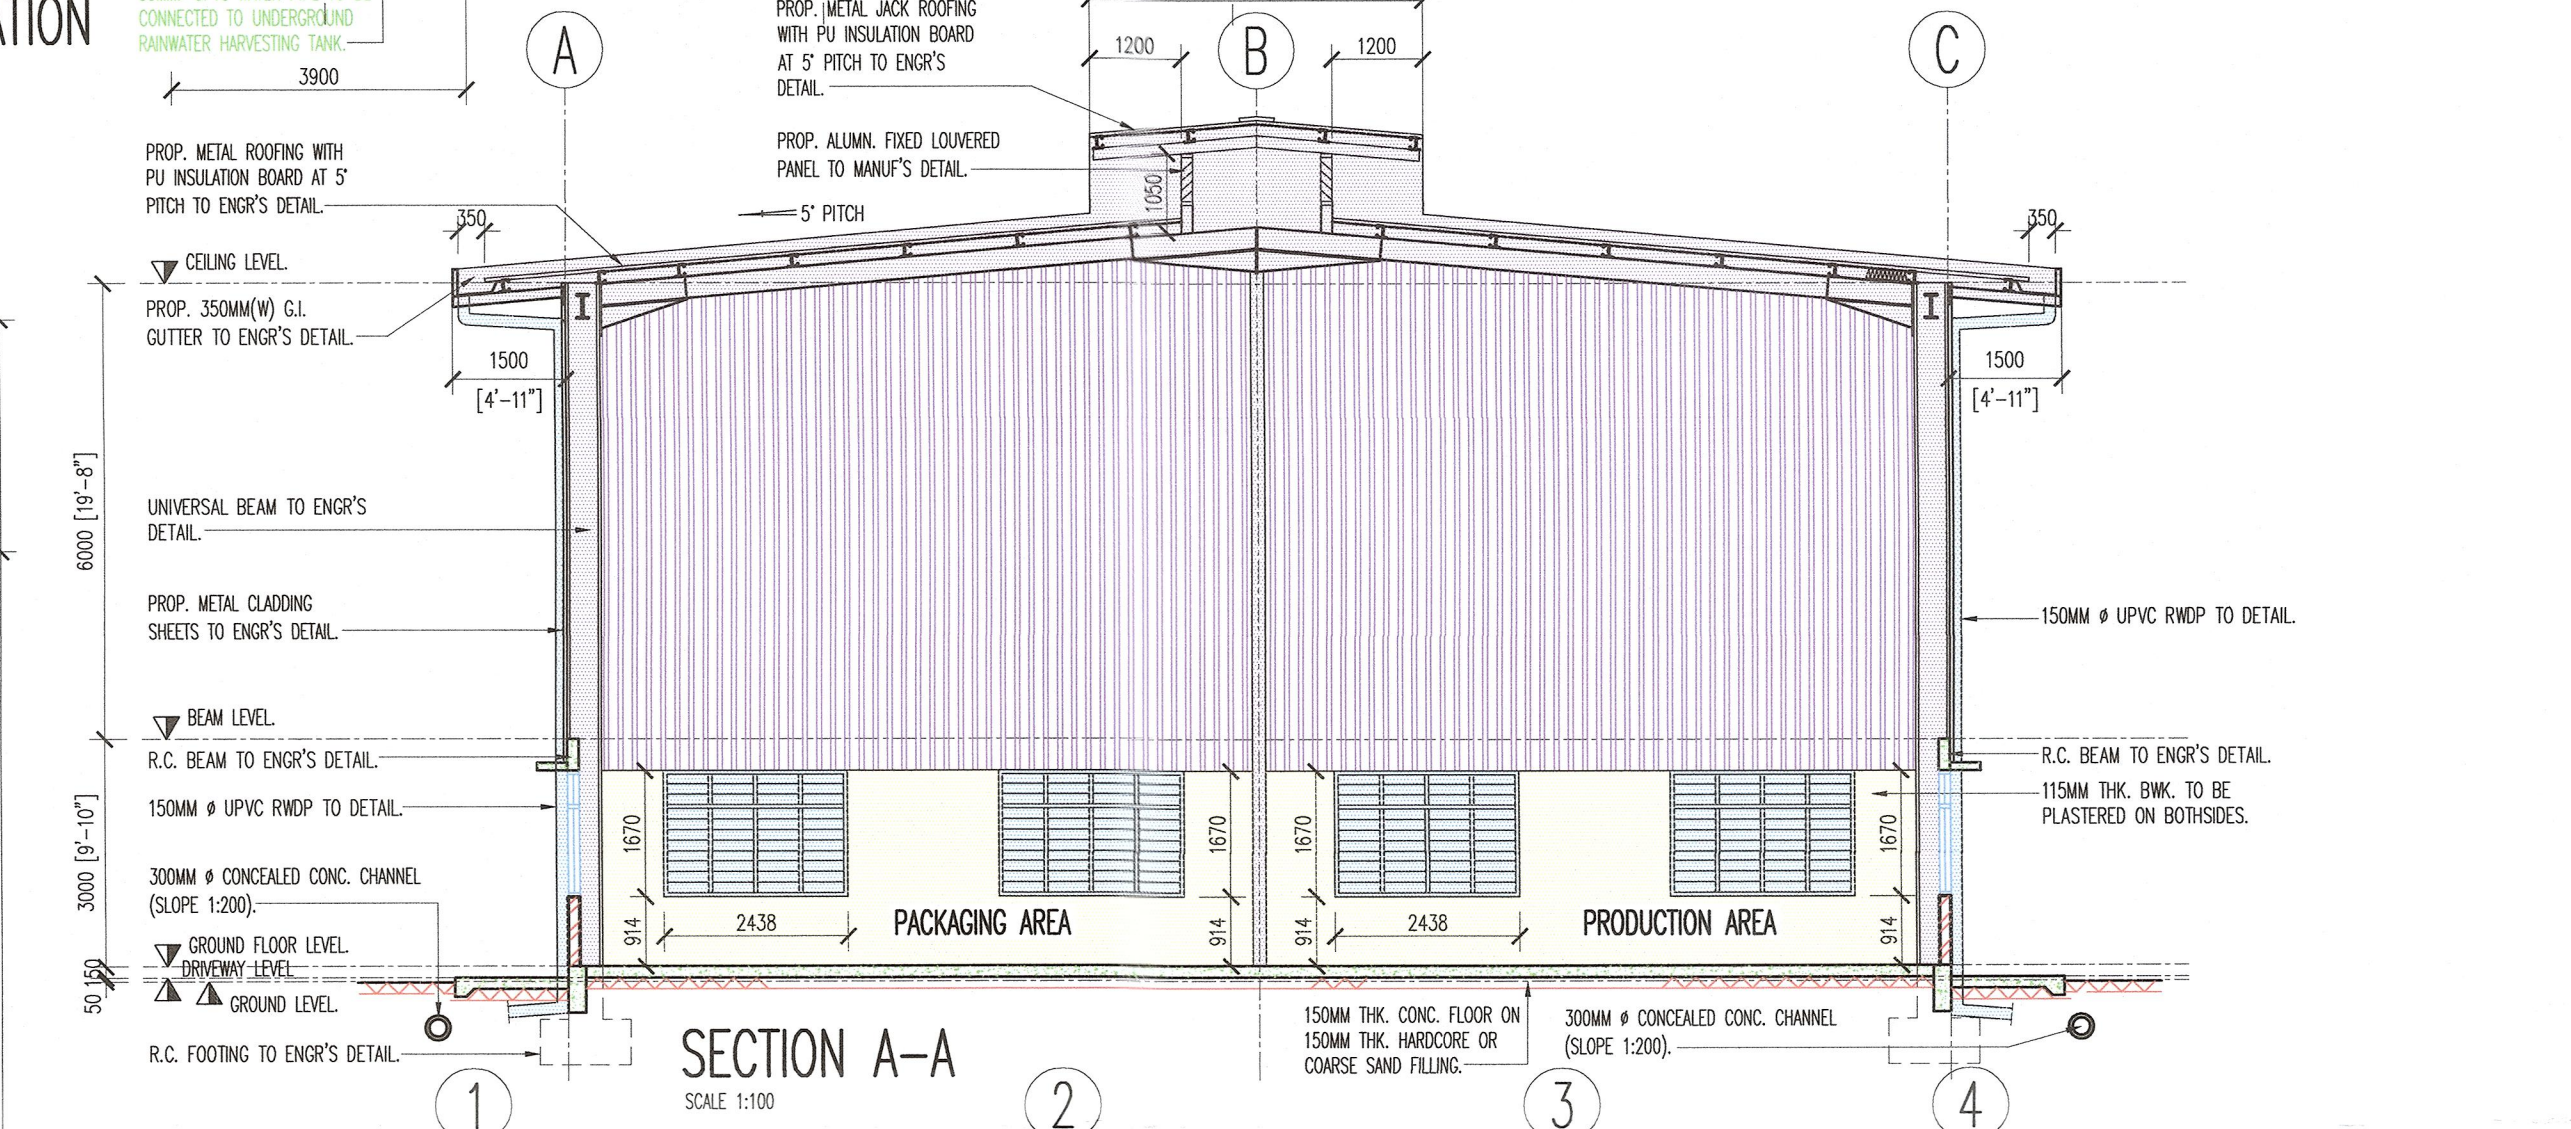 ATION
CONNECTED TO UNDERGROUND
RAINWATER HARVESTING TANK.
3900
A
B
C
PROP. METAL JACK ROOFING
WITH PU INSULATION BOARD
AT 5° PITCH TO ENGR'S
DETAIL.
1200
1200
PROP. ALUMN. FIXED LOUVERED
PANEL TO MANUF'S DETAIL.
1050
5° PITCH
PROP. METAL ROOFING WITH
PU INSULATION BOARD AT 5°
PITCH TO ENGR'S DETAIL.
350
350
CEILING LEVEL.
PROP. 350MM(W) G.I.
GUTTER TO ENGR'S DETAIL.
1500
[4'-11"]
1500
[4'-11"]
6000 [19'-8"]
UNIVERSAL BEAM TO ENGR'S
DETAIL.
PROP. METAL CLADDING
SHEETS TO ENGR'S DETAIL.
150MM ø UPVC RWDP TO DETAIL.
BEAM LEVEL.
R.C. BEAM TO ENGR'S DETAIL.
R.C. BEAM TO ENGR'S DETAIL.
150MM ø UPVC RWDP TO DETAIL.
115MM THK. BWK. TO BE
PLASTERED ON BOTHSIDES.
3000 [9'-10"]
1670
1670
1670
1670
300MM ø CONCEALED CONC. CHANNEL
(SLOPE 1:200).
914
2438
PACKAGING AREA
914
914
2438
PRODUCTION AREA
914
GROUND FLOOR LEVEL.
DRIVEWAY LEVEL
50 150
GROUND LEVEL.
R.C. FOOTING TO ENGR'S DETAIL.
150MM THK. CONC. FLOOR ON
150MM THK. HARDCORE OR
COARSE SAND FILLING.
300MM ø CONCEALED CONC. CHANNEL
(SLOPE 1:200).
SECTION A-A
SCALE 1:100
1
2
3
4